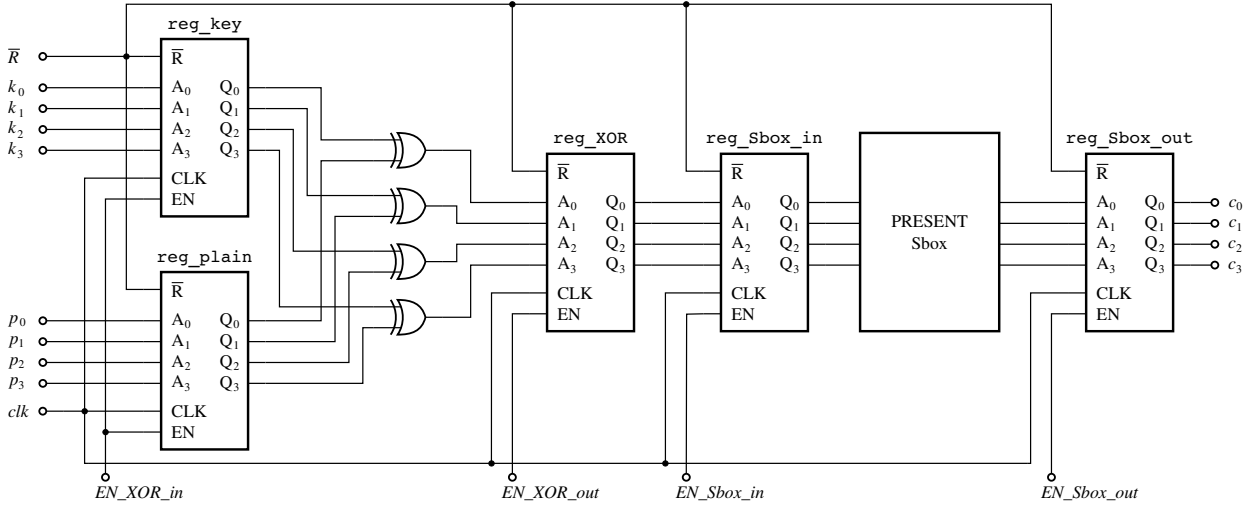 reg_key
R̅
k₀
k₁
k₂
k₃
R̅
A₀ Q₀
A₁ Q₁
A₂ Q₂
A₃ Q₃
CLK
EN
reg_plain
p₀
p₁
p₂
p₃
clk
R̅
A₀ Q₀
A₁ Q₁
A₂ Q₂
A₃ Q₃
CLK
EN
EN_XOR_in
reg_XOR
R̅
A₀ Q₀
A₁ Q₁
A₂ Q₂
A₃ Q₃
CLK
EN
EN_XOR_out
reg_Sbox_in
R̅
A₀ Q₀
A₁ Q₁
A₂ Q₂
A₃ Q₃
CLK
EN
EN_Sbox_in
PRESENT
Sbox
reg_Sbox_out
R̅
A₀ Q₀
A₁ Q₁
A₂ Q₂
A₃ Q₃
CLK
EN
EN_Sbox_out
c₀
c₁
c₂
c₃